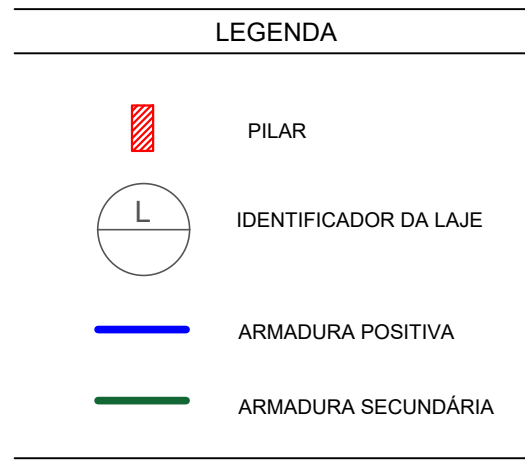 LEGENDA
PILAR
L
IDENTIFICADOR DA LAJE
ARMADURA POSITIVA
ARMADURA SECUNDÁRIA